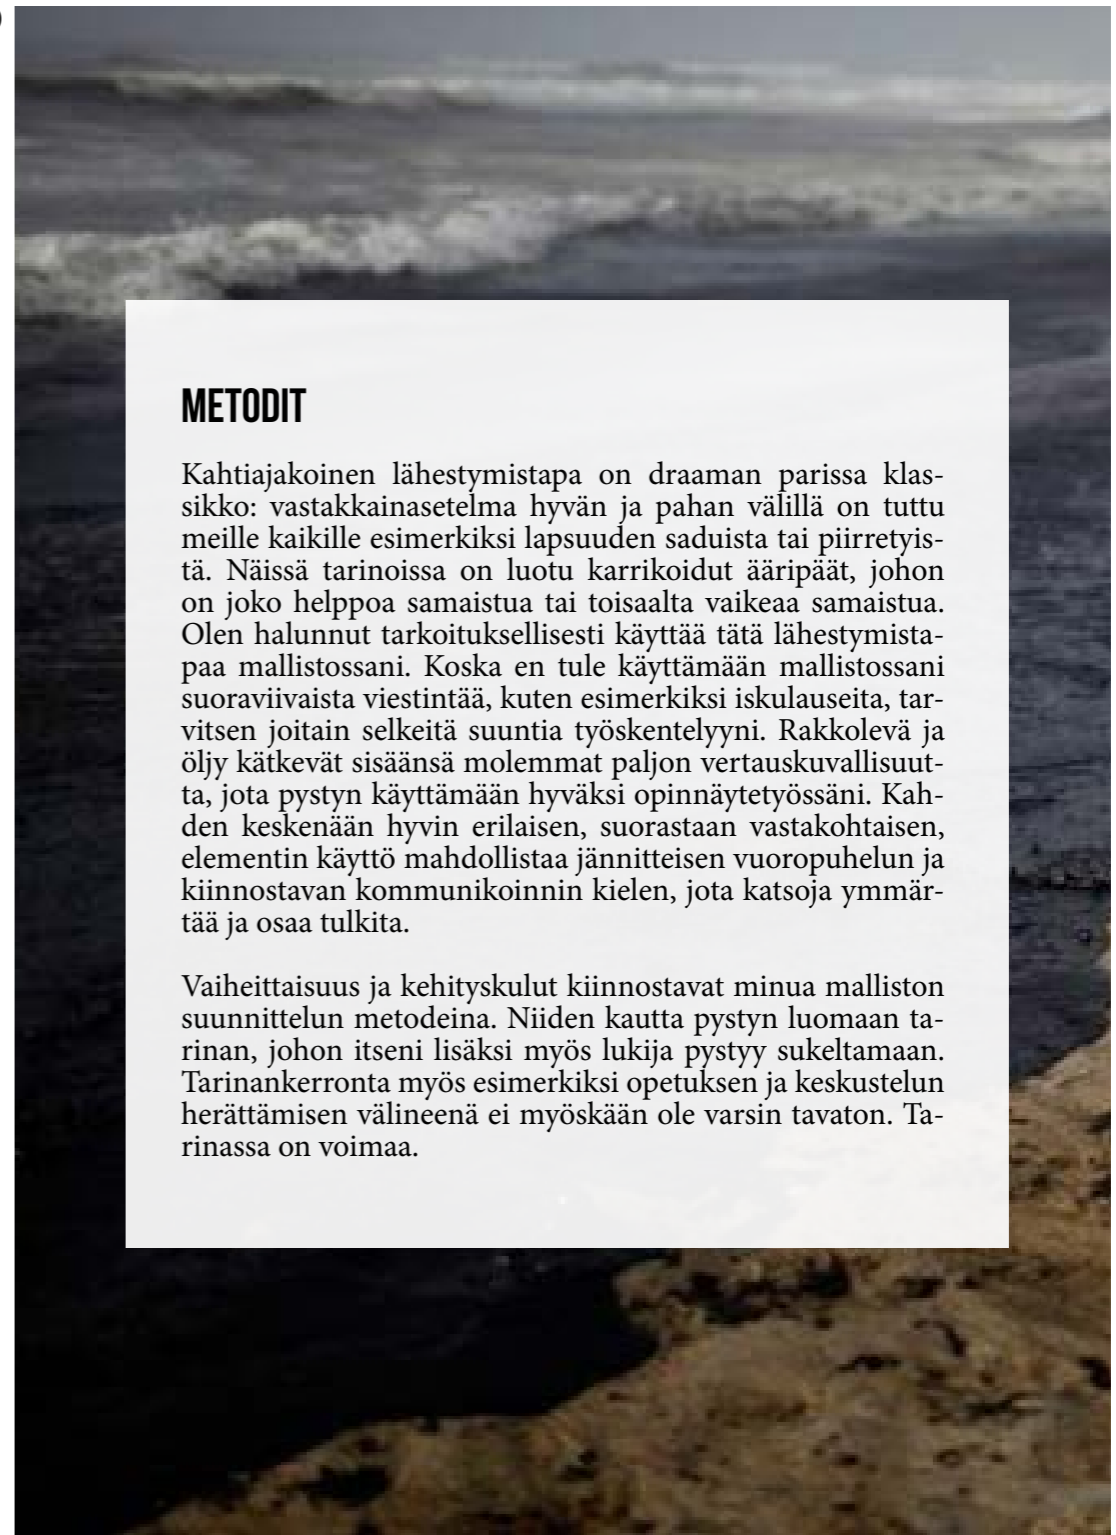 METODIT
Kahtiajakoinen lähestymistapa on draaman parissa klas-
sikko: vastakkainasetelma hyvän ja pahan välillä on tuttu
meille kaikille esimerkiksi lapsuuden saduista tai piirretyis-
tä. Näissä tarinoissa on luotu karrikoidut ääripäät, johon
on joko helppoa samaistua tai toisaalta vaikeaa samaistua.
Olen halunnut tarkoituksellisesti käyttää tätä lähestymista-
paa mallistossani. Koska en tule käyttämään mallistossani
suoraviivaista viestintää, kuten esimerkiksi iskulauseita, tar-
vitsen joitain selkeitä suuntia työskentelyyni. Rakkolevä ja
öljy kätkevät sisäänsä molemmat paljon vertauskuvallisuut-
ta, jota pystyn käyttämään hyväksi opinnäytetyössäni. Kah-
den keskenään hyvin erilaisen, suorastaan vastakohtaisen,
elementin käyttö mahdollistaa jännitteisen vuoropuhelun ja
kiinnostavan kommunikoinnin kielen, jota katsoja ymmär-
tää ja osaa tulkita.
Vaiheittaisuus ja kehityskulut kiinnostavat minua malliston
suunnittelun metodeina. Niiden kautta pystyn luomaan ta-
rinan, johon itseni lisäksi myös lukija pystyy sukeltamaan.
Tarinankerronta myös esimerkiksi opetuksen ja keskustelun
herättämisen välineenä ei myöskään ole varsin tavaton. Ta-
rinassa on voimaa.